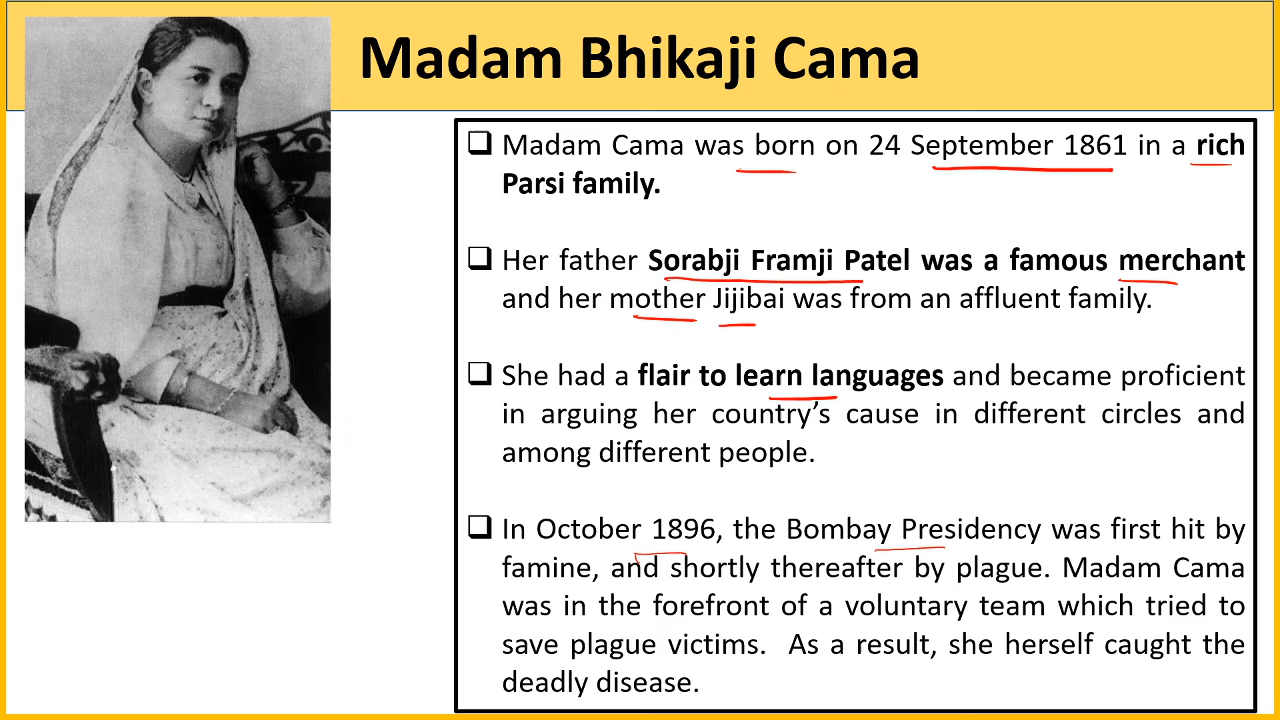 Madam Bhikaji Cama
❑ Madam Cama was born on 24 September 1861 in a rich
Parsi family.
❑ Her father Sorabji Framji Patel was a famous merchant
and her mother Jijibai was from an affluent family.
❑ She had a flair to learn languages and became proficient
in arguing her country’s cause in different circles and
among different people.
❑ In October 1896, the Bombay Presidency was first hit by
famine, and shortly thereafter by plague. Madam Cama
was in the forefront of a voluntary team which tried to
save plague victims.  As a result, she herself caught the
deadly disease.